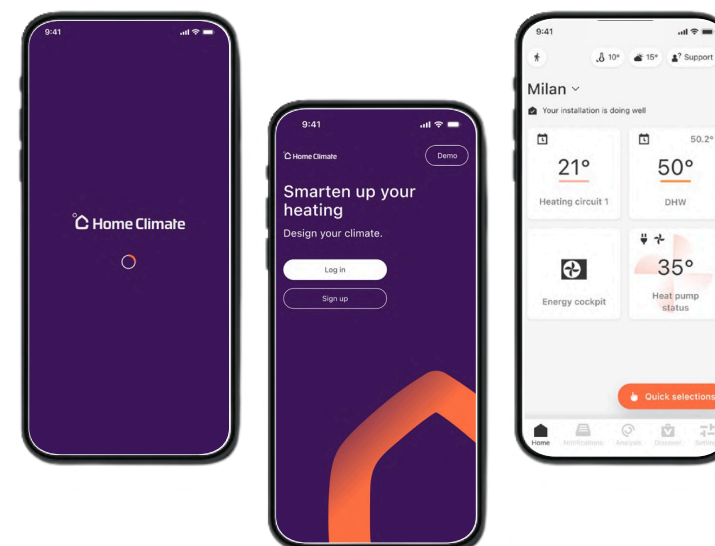 9:41
Home Climate
9:41
Home Climate
Demo
Smarten up your
heating
Design your climate.
Log in
Sign up
9:41
10°
15°
Support
Milan
Your installation is doing well
21°
Heating circuit 1
50.2°
50°
DHW
Energy cockpit
35°
Heat pump
status
Quick selections
Home
Notifications
Analysis
Discover